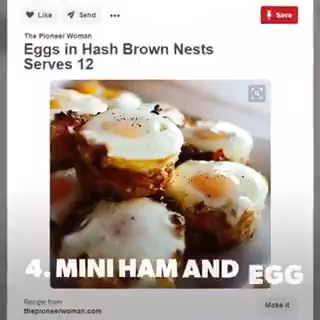 Like Send ... Save
The Pioneer Woman
Eggs in Hash Brown Nests
Serves 12
4. MINI HAM AND EGG
Recipe from
thepioneerwoman.com
Make it